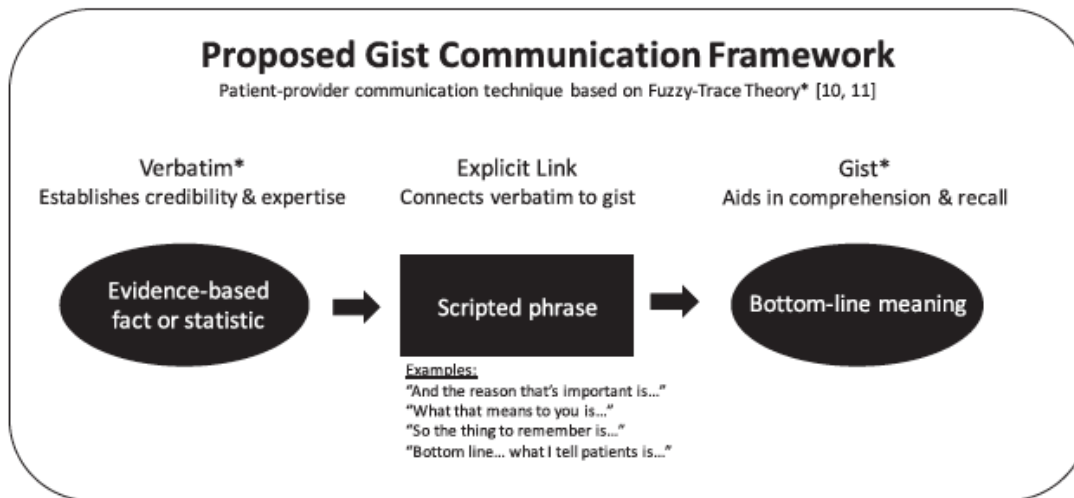 Proposed Gist Communication Framework
Patient-provider communication technique based on Fuzzy-Trace Theory* [10, 11]
Verbatim*
Establishes credibility & expertise
Explicit Link
Connects verbatim to gist
Gist*
Aids in comprehension & recall
Evidence-based
fact or statistic
Scripted phrase
Bottom-line meaning
Examples:
“And the reason that’s important is...”
“What that means to you is...”
“So the thing to remember is...”
“Bottom line... what I tell patients is...”